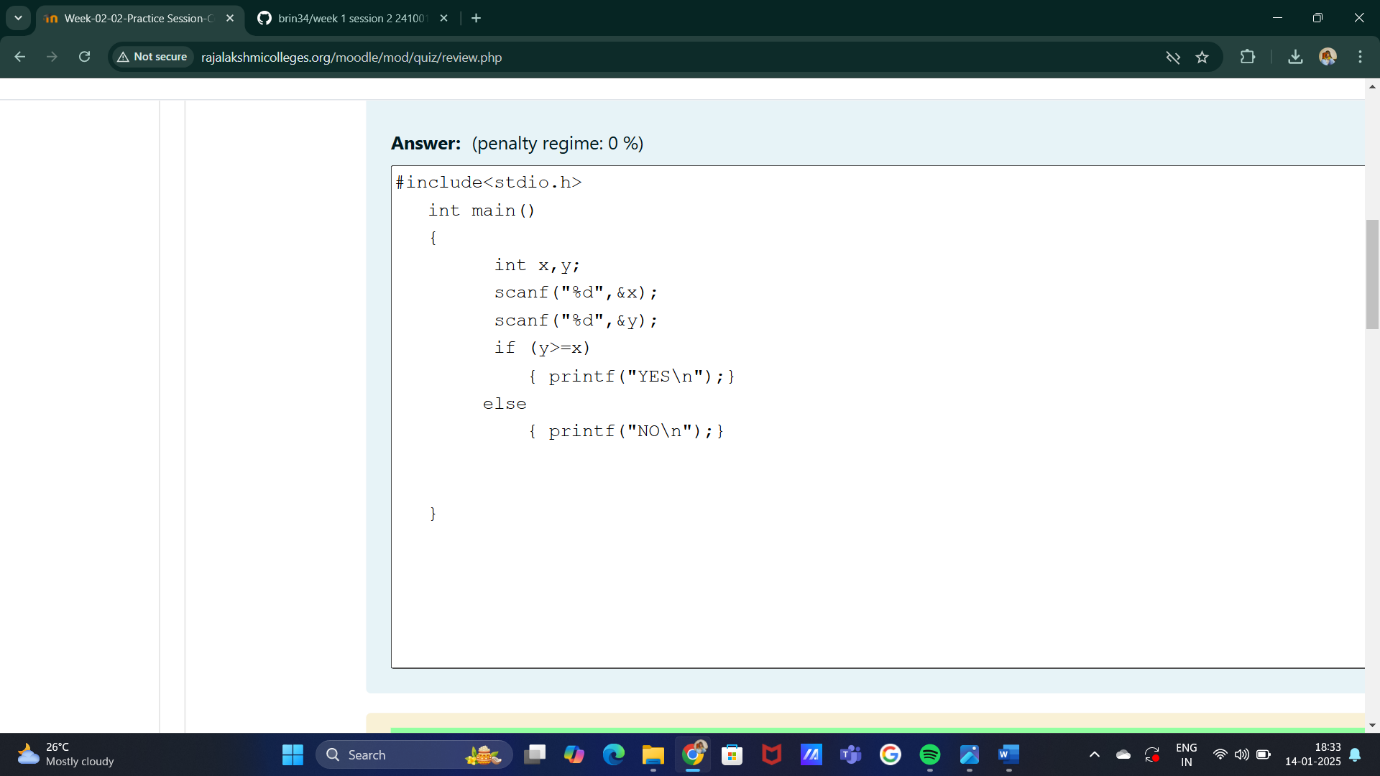 Week-02-02-Practice Session-C
brin34/week 1 session 2 241001
Not secure
rajalakshmicolleges.org/moodle/mod/quiz/review.php
Answer: (penalty regime: 0 %)
#include<stdio.h>
int main()
{
int x,y;
scanf("%d",&x);
scanf("%d",&y);
if (y>=x)
{ printf("YES\n");}
else
{ printf("NO\n");}
}
26°C
Mostly cloudy
Search
ENG
IN
18:33
14-01-2025